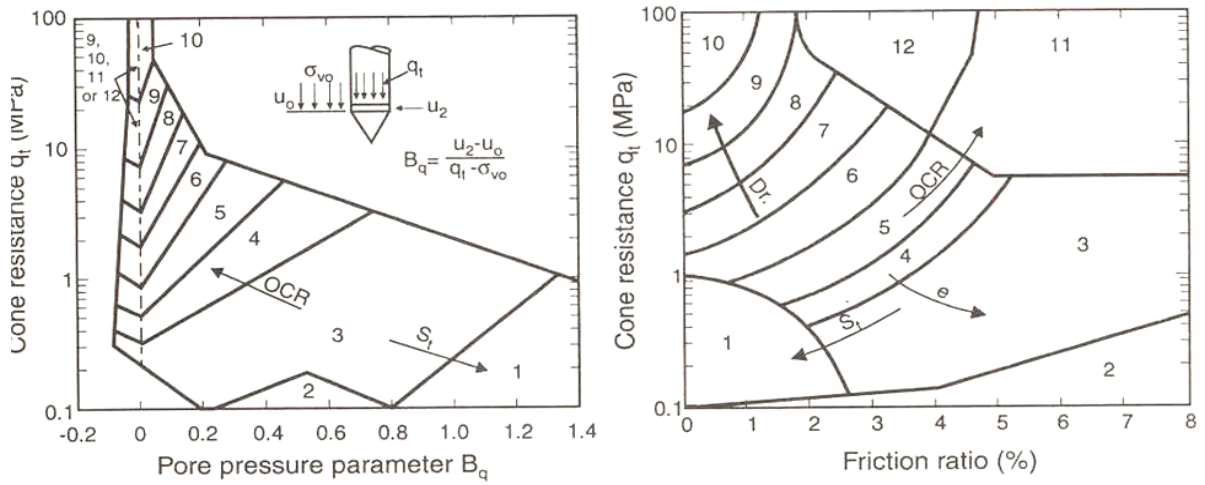 100
10
1
0.1
Cone resistance qt (MPa)
-0.2 0 0.2 0.4 0.6 0.8 1.0 1.2 1.4
Pore pressure parameter Bq
9,
10,
11
or 12
10
9
8
7
6
5
4
3
2
1
OCR
St
σvo
uo
qt
u2
Bq= u2-uo
qt-σvo
100
10
1
0.1
Cone resistance qt (MPa)
0 1 2 3 4 5 6 7 8
Friction ratio (%)
10
9
8
7
6
5
4
3
2
1
12
11
Dr.
OCR
St
e